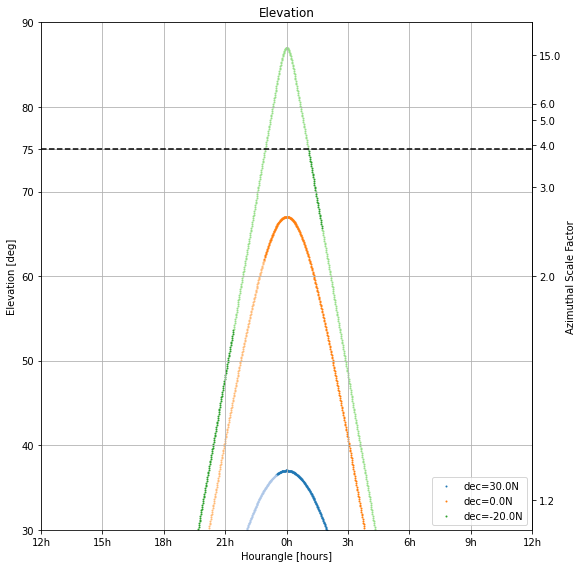 Elevation
90
80
75
70
60
50
40
30
Elevation [deg]
15.0
6.0
5.0
4.0
3.0
2.0
1.2
Azimuthal Scale Factor
dec=30.0N
dec=0.0N
dec=-20.0N
12h 15h 18h 21h 0h 3h 6h 9h 12h
Hourangle [hours]